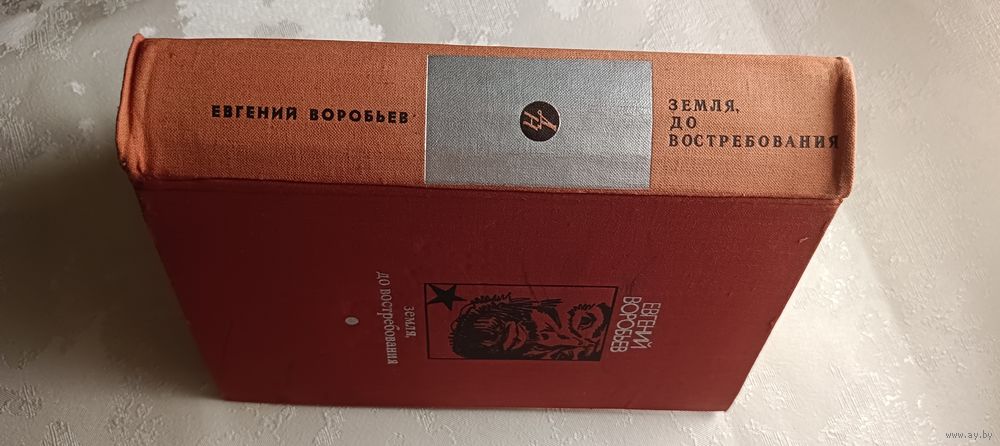 ЕВГЕНИЙ ВОРОБЬЕВ
ЗЕМЛЯ,
ДО
ВОСТРЕБОВАНИЯ
ЕВГЕНИЙ
ВОРОБЬЕВ
земля,
до востребования
www.ay.by